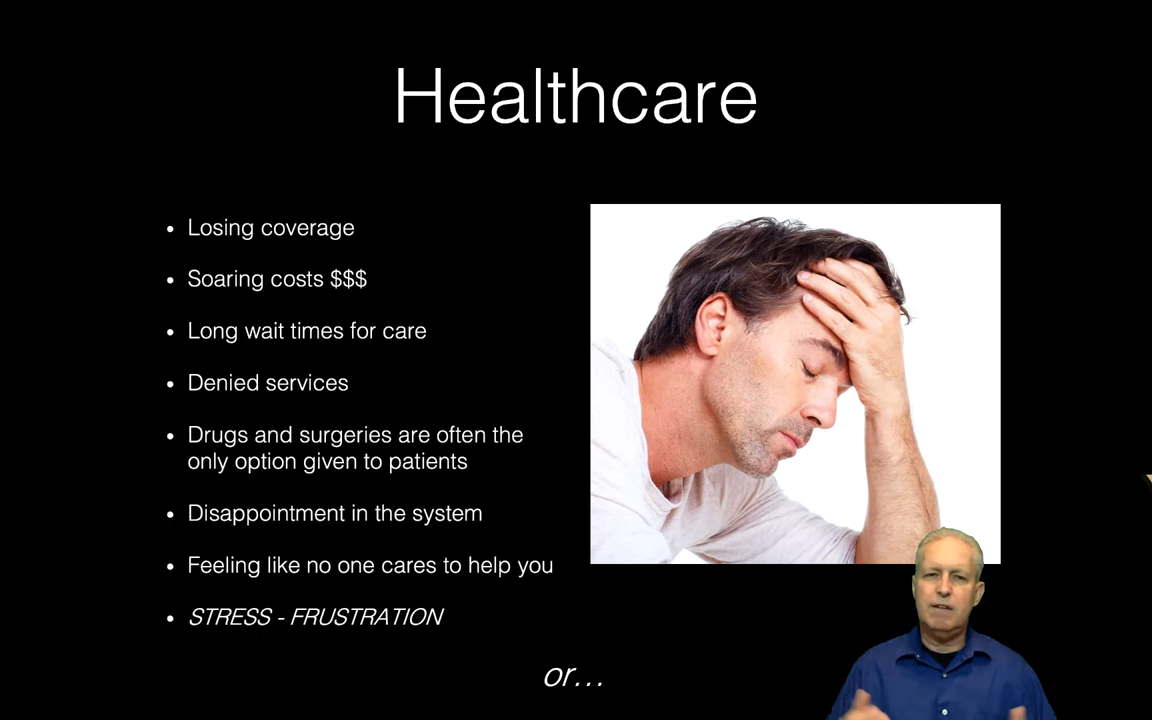 Healthcare
• Losing coverage
• Soaring costs $$$
• Long wait times for care
• Denied services
• Drugs and surgeries are often the
only option given to patients
• Disappointment in the system
• Feeling like no one cares to help you
• STRESS - FRUSTRATION
or...